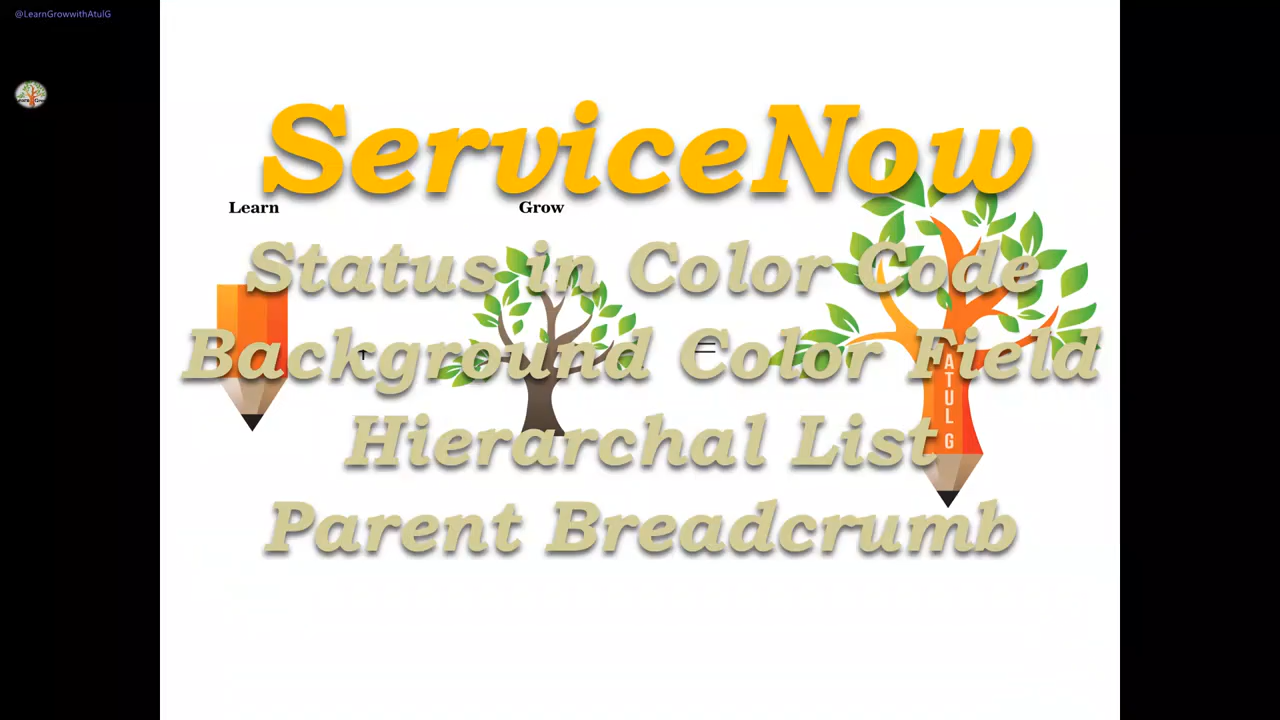 @LearnGrowwithAtulG
ServiceNow
Learn
Grow
Status in Color Code
Background Color Field
Hierarchal List
Parent Breadcrumb
ATUL G